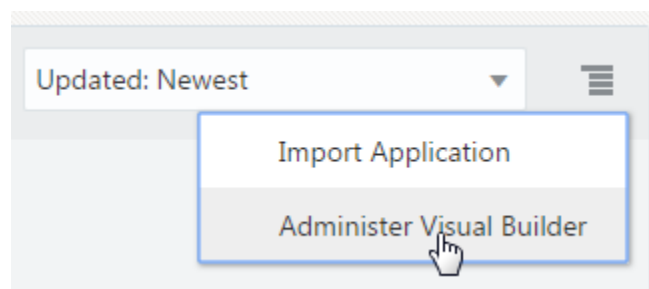 Updated: Newest
Import Application
Administer Visual Builder